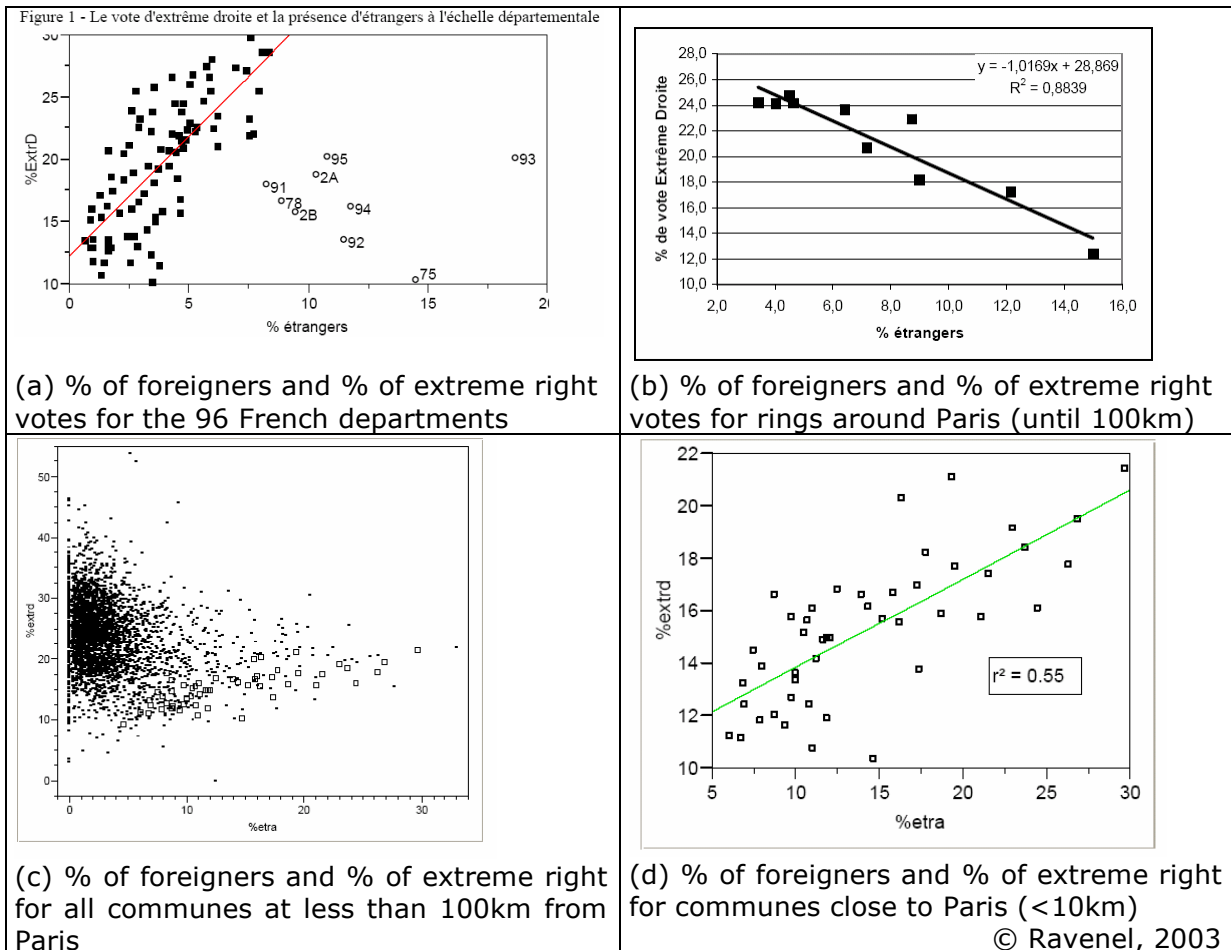 Figure 1 - Le vote d'extrême droite et la présence d'étrangers à l'échelle départementale
30
25
20
15
10
%ExtrD
95
93
2A
91
78
2B
94
92
75
0
5
10
15
20
% étrangers
(a) % of foreigners and % of extreme right
votes for the 96 French departments
28,0
26,0
24,0
22,0
20,0
18,0
16,0
14,0
12,0
10,0
% de vote Extrême Droite
y = -1,0169x + 28,869
R² = 0,8839
2,0
4,0
6,0
8,0
10,0
12,0
14,0
16,0
% étrangers
(b) % of foreigners and % of extreme right
votes for rings around Paris (until 100km)
50
40
30
20
10
0
%extrd
0
10
20
30
%etra
(c) % of foreigners and % of extreme right
for all communes at less than 100km from
Paris
22
20
18
16
14
12
10
%extrd
r² = 0.55
5
10
15
20
25
30
%etra
(d) % of foreigners and % of extreme right
for communes close to Paris (<10km)
© Ravenel, 2003